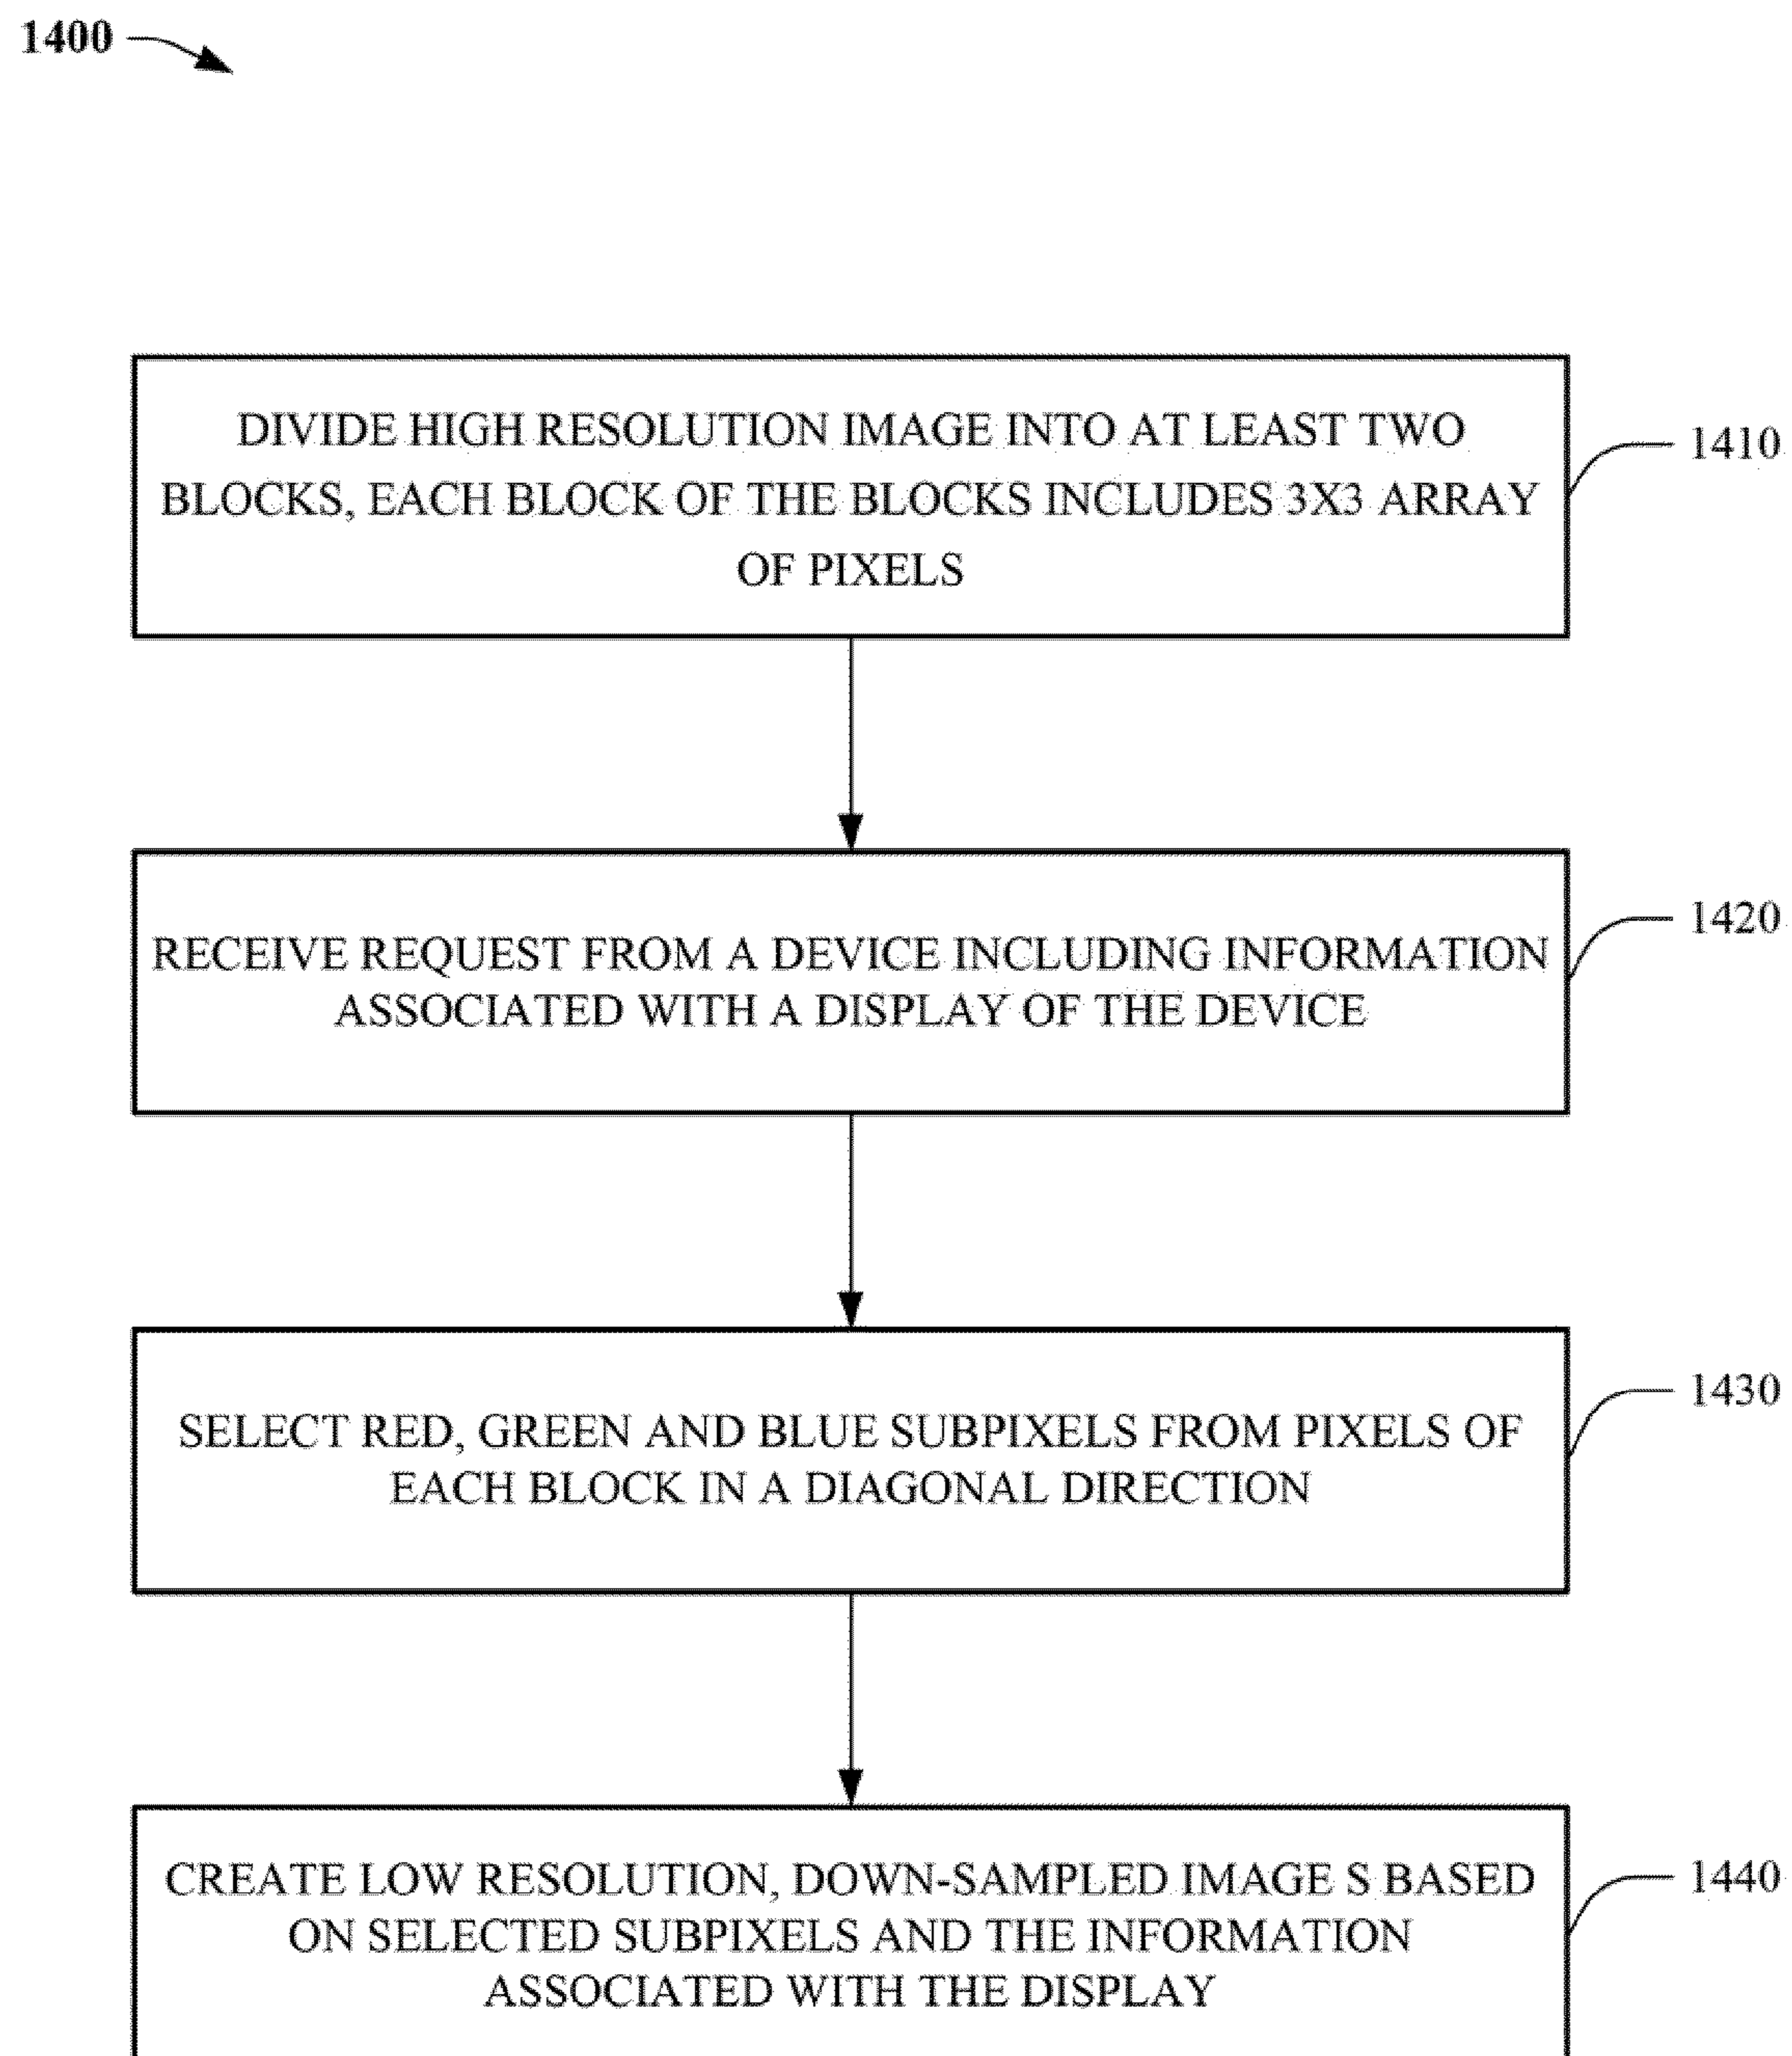 1400
DIVIDE HIGH RESOLUTION IMAGE INTO AT LEAST TWO
BLOCKS, EACH BLOCK OF THE BLOCKS INCLUDES 3X3 ARRAY
OF PIXELS
1410
RECEIVE REQUEST FROM A DEVICE INCLUDING INFORMATION
ASSOCIATED WITH A DISPLAY OF THE DEVICE
1420
SELECT RED, GREEN AND BLUE SUBPIXELS FROM PIXELS OF
EACH BLOCK IN A DIAGONAL DIRECTION
1430
CREATE LOW RESOLUTION, DOWN-SAMPLED IMAGE S BASED
ON SELECTED SUBPIXELS AND THE INFORMATION
ASSOCIATED WITH THE DISPLAY
1440